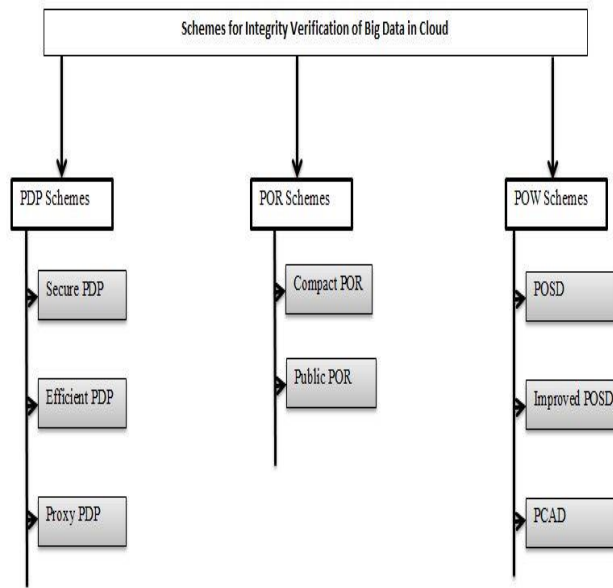 Schemes for Integrity Verification of Big Data in Cloud
PDP Schemes
Secure PDP
Efficient PDP
Proxy PDP
POR Schemes
Compact POR
Public POR
POW Schemes
POSD
Improved POSD
PCAD